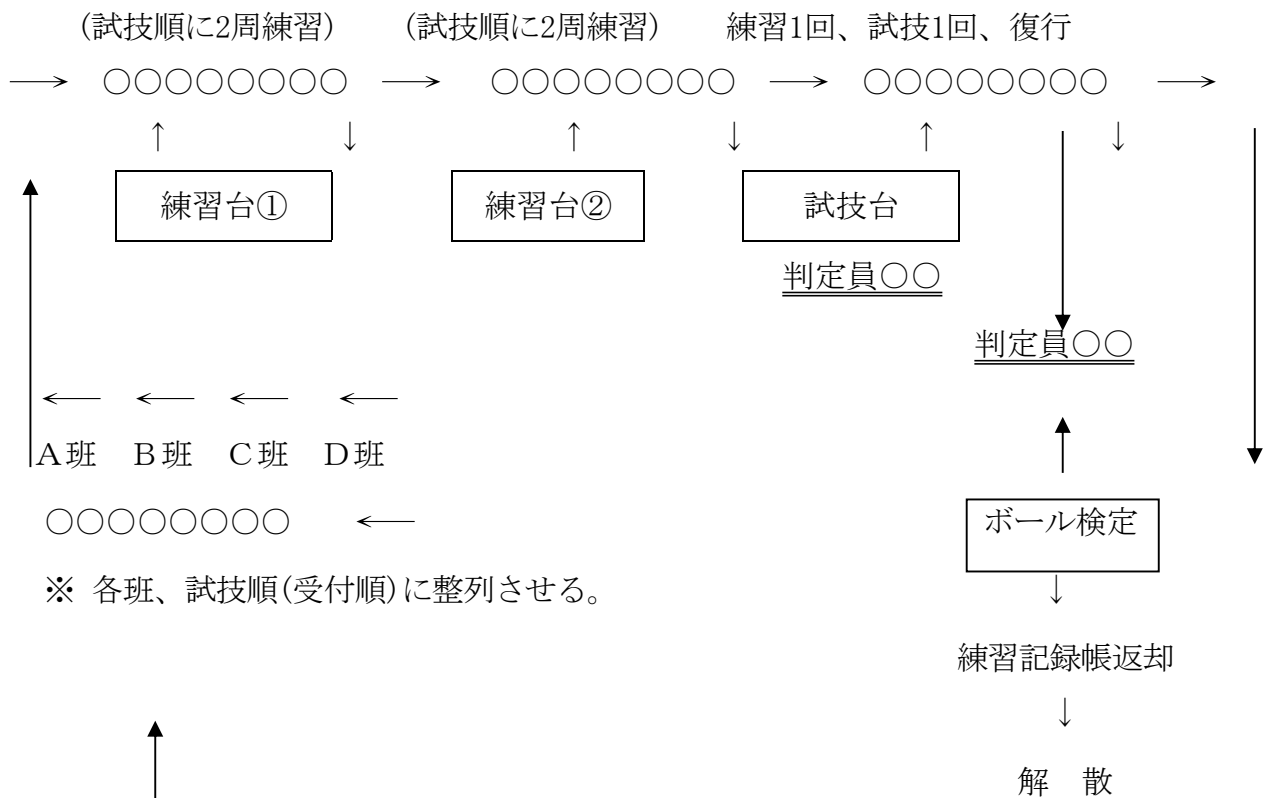 (試技順に2周練習) (試技順に2周練習) 練習1回、試技1回、復行
→ ○○○○○○○○ → ○○○○○○○○ → ○○○○○○○○ →
↑ ↓ ↑ ↓ ↑ ↓
練習台① 練習台② 試技台
判定員○○
判定員○○
← ← ← ←
A班 B班 C班 D班
○○○○○○○○ ←
ボール検定
※ 各班、試技順(受付順)に整列させる。
↓
練習記録帳返却
↓
解 散